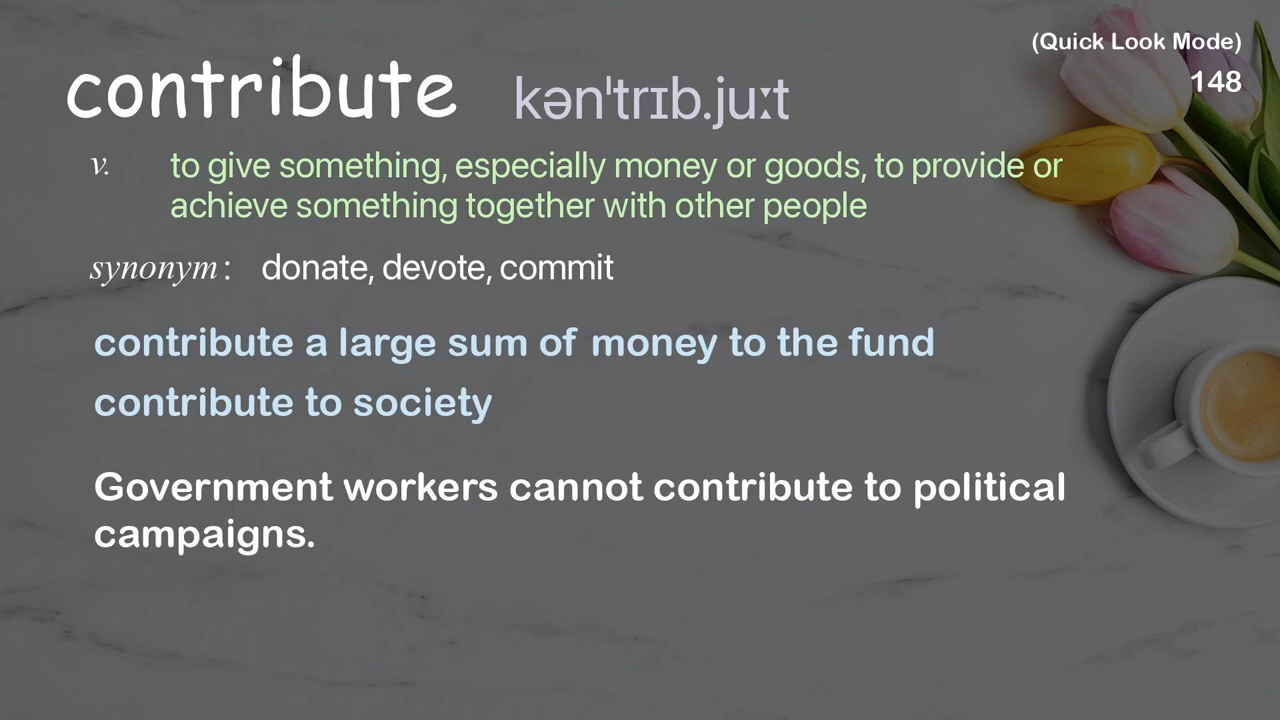 (Quick Look Mode)
148
contribute kənˈtrɪb.juːt
v. to give something, especially money or goods, to provide or
achieve something together with other people
synonym : donate, devote, commit
contribute a large sum of money to the fund
contribute to society
Government workers cannot contribute to political
campaigns.